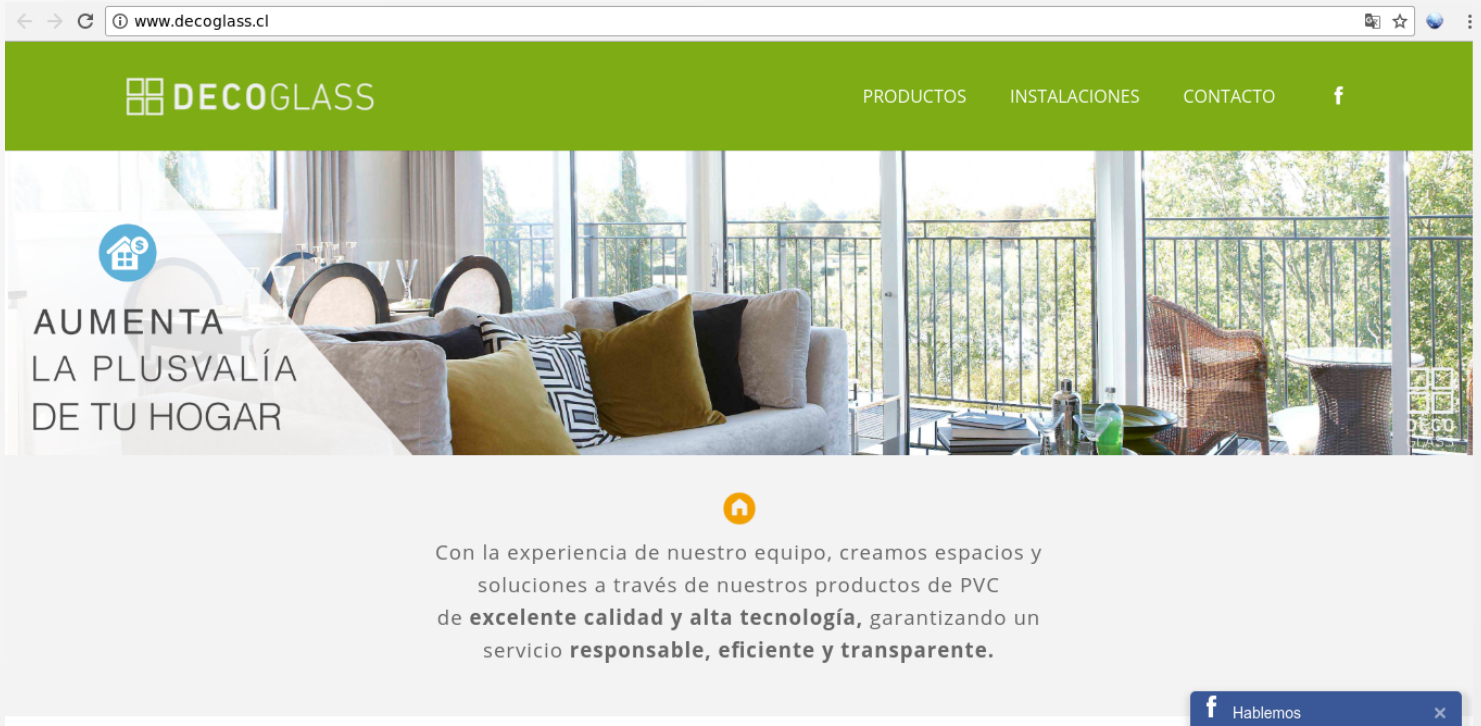 www.decoglass.cl
DECOGLASS
PRODUCTOS INSTALACIONES CONTACTO f
$
AUMENTA
LA PLUSVALÍA
DE TU HOGAR
DECO
GLASS
Con la experiencia de nuestro equipo, creamos espacios y
soluciones a través de nuestros productos de PVC
de excelente calidad y alta tecnología, garantizando un
servicio responsable, eficiente y transparente.
f Hablemos ×